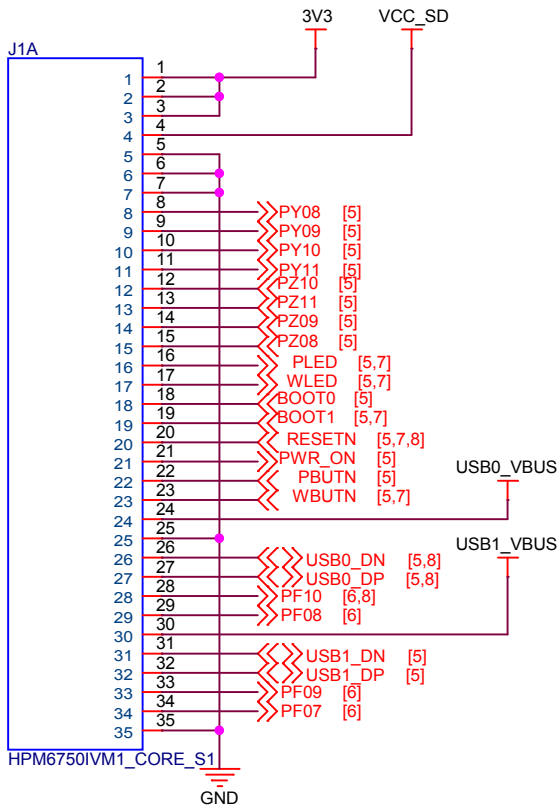 3V3 VCC_SD
J1A
1 1
2 2
3 3
4 4
5 5
6 6
7 7
8 8 PY08 [5]
9 9 PY09 [5]
10 10 PY10 [5]
11 11 PY11 [5]
12 12 PZ10 [5]
13 13 PZ11 [5]
14 14 PZ09 [5]
15 15 PZ08 [5]
16 16 PLED [5,7]
17 17 WLED [5,7]
18 18 BOOT0 [5]
19 19 BOOT1 [5,7]
20 20 RESETN [5,7,8]
21 21 PWR_ON [5]
22 22 PBUTN [5]
23 23 WBUTN [5,7]
USB0_VBUS
24 24
25 25
USB1_VBUS
26 26 USB0_DN [5,8]
27 27 USB0_DP [5,8]
28 28 PF10 [6,8]
29 29 PF08 [6]
30 30
31 31 USB1_DN [5]
32 32 USB1_DP [5]
33 33 PF09 [6]
34 34 PF07 [6]
35 35
HPM6750IVM1_CORE_S1
GND